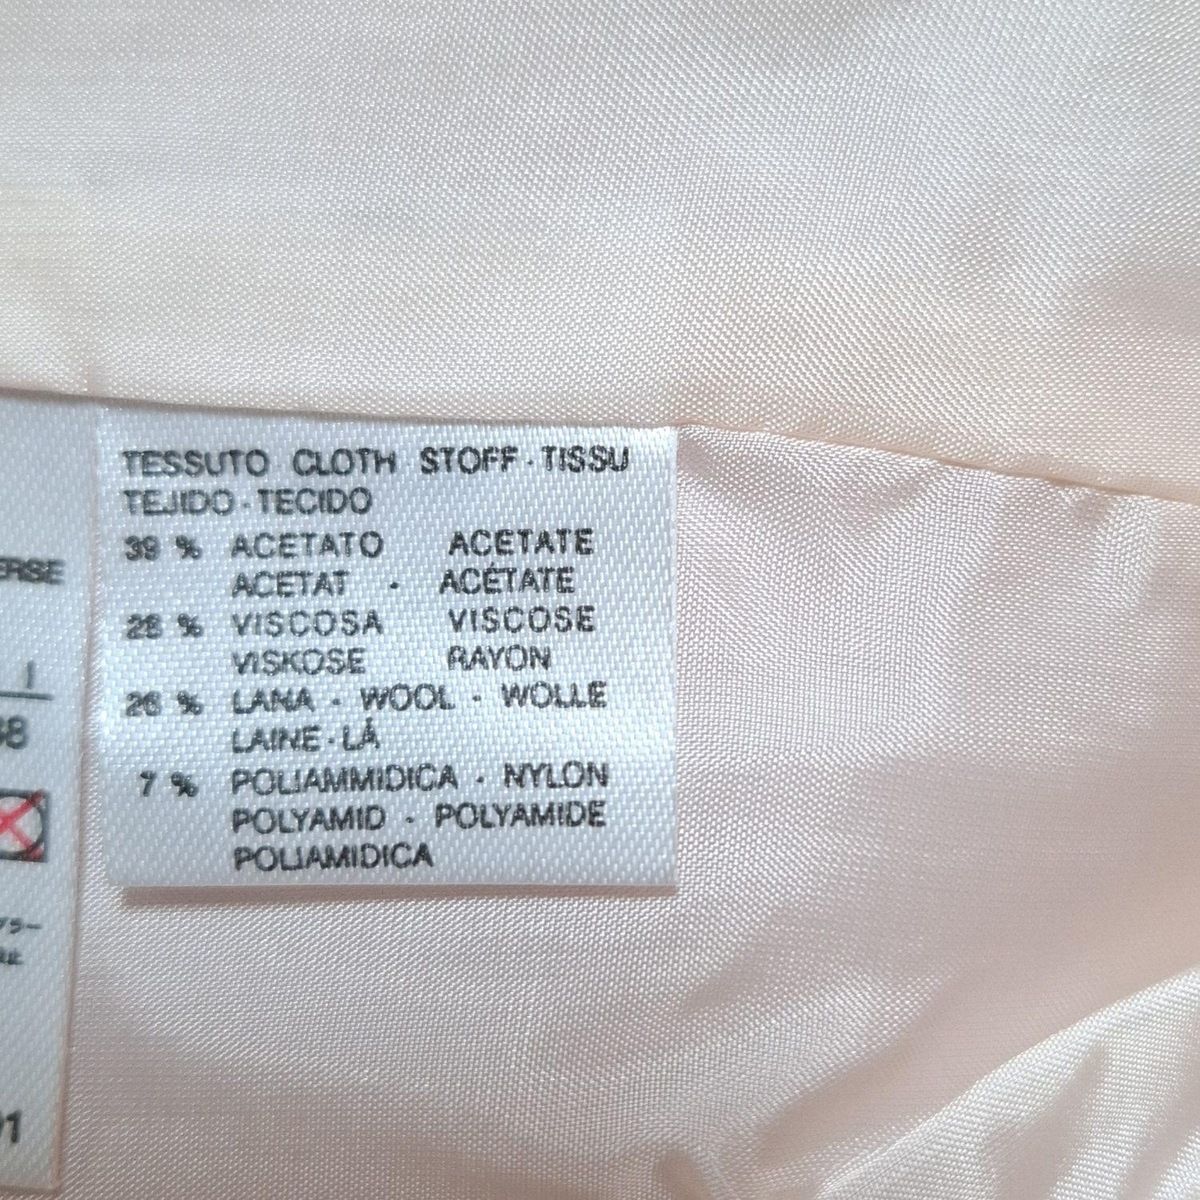 TESSUTO CLOTH STOFF · TISSU
TEJIDO · TECIDO
39 % ACETATO ACETATE
ACETAT · ACÉTATE
28 % VISCOSA VISCOSE
VISKOSE RAYON
26 % LANA · WOOL · WOLLE
LAINE · LÃ
7 % POLIAMMIDICA · NYLON
POLYAMID · POLYAMIDE
POLIAMIDICA